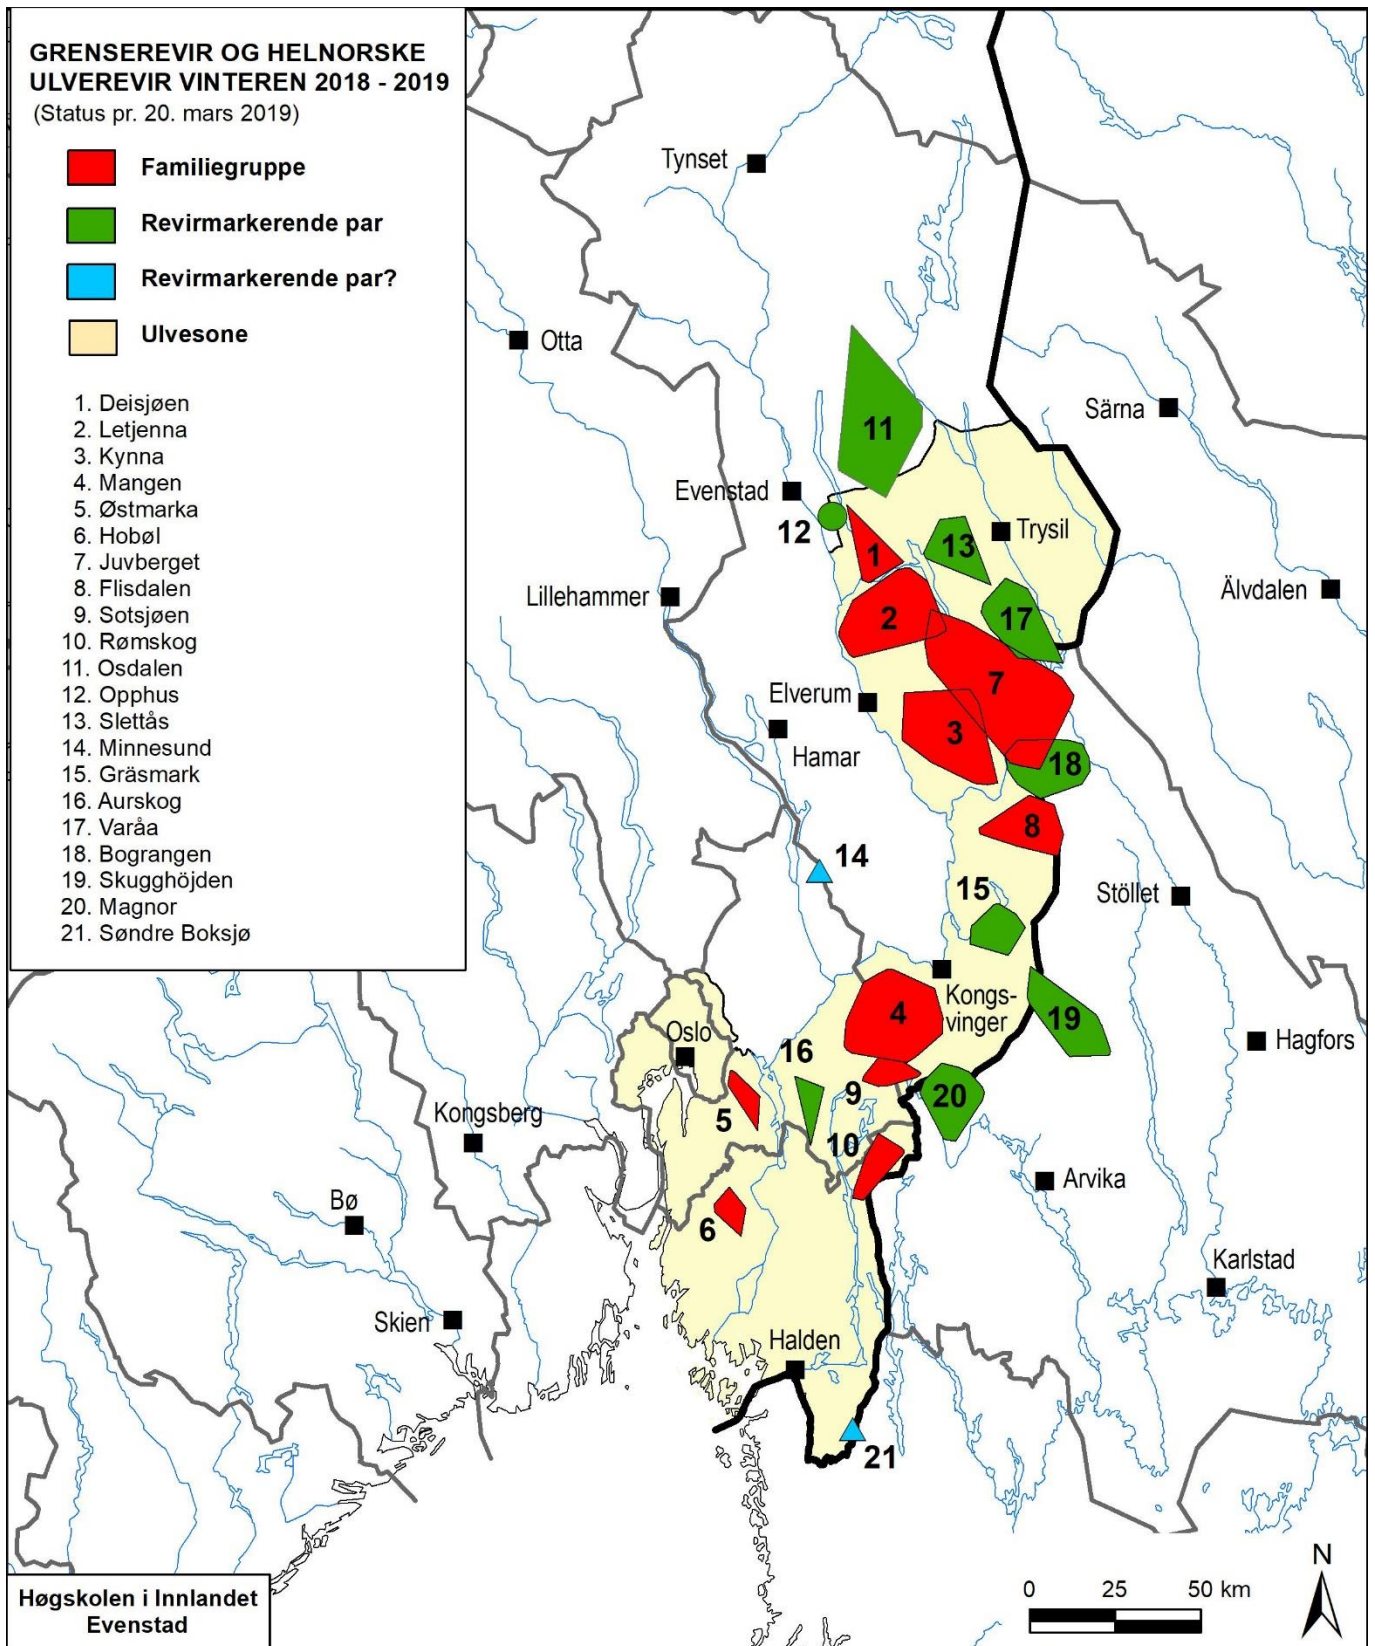 GRENSEREVIR OG HELNORSKE
ULVEREVIR VINTEREN 2018 - 2019
(Status pr. 20. mars 2019)
Familiegruppe
Revirmarkerende par
Revirmarkerende par?
Ulvesone
1. Deisjøen
2. Letjenna
3. Kynna
4. Mangen
5. Østmarka
6. Hobøl
7. Juvberget
8. Flisdalen
9. Sotsjøen
10. Rømskog
11. Osdalen
12. Opphus
13. Slettås
14. Minnesund
15. Gräsmark
16. Aurskog
17. Varåa
18. Bograngen
19. Skugghöjden
20. Magnor
21. Søndre Boksjø
Tynset
Otta
Särna
11
Evenstad
12
Trysil
13
1
Älvdalen
Lillehammer
2
17
7
Elverum
3
Hamar
18
8
14
15
Stöllet
Kongs-
vinger
4
19
Oslo
Hagfors
16
9
20
5
Kongsberg
10
Arvika
Bø
6
Karlstad
Skien
Halden
21
N
0 25 50 km
Høgskolen i Innlandet
Evenstad